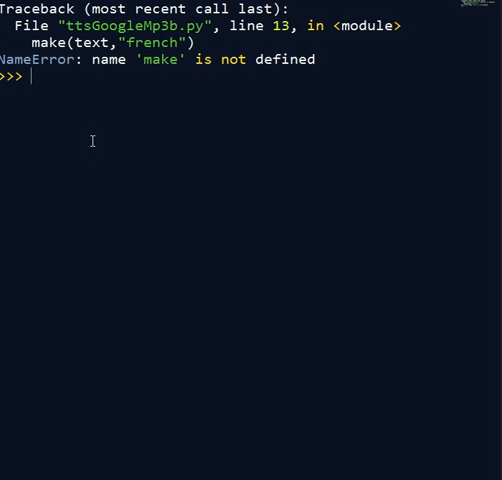 Traceback (most recent call last):
File "ttsGoogleMp3b.py", line 13, in <module>
make(text,"french")
NameError: name 'make' is not defined
>>>